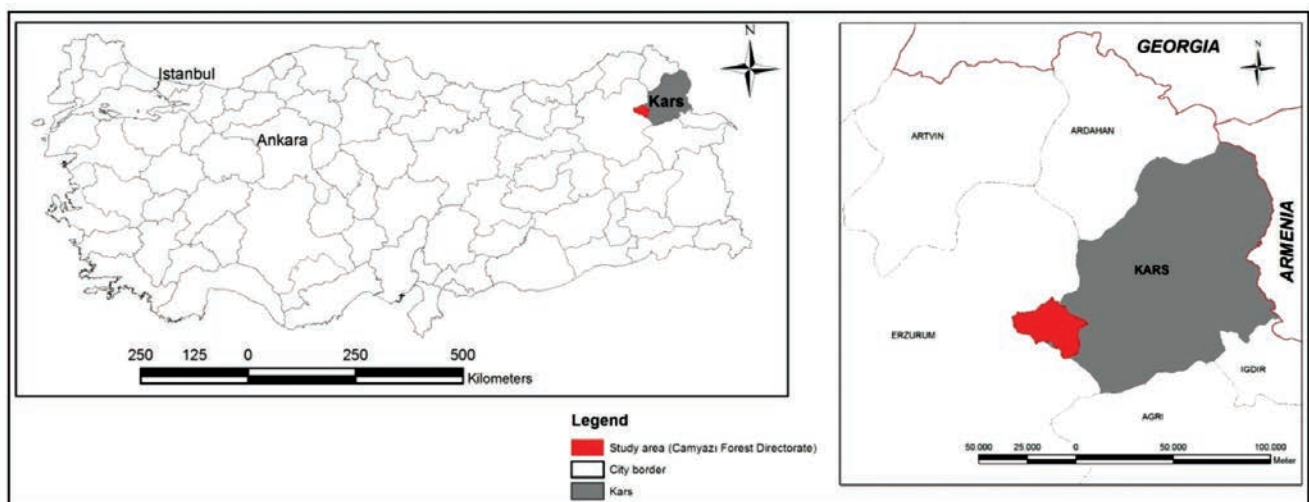 N
Istanbul
Kars
Ankara
250 125 0 250 500
Kilometers
GEORGIA
N
ARTVIN
ARDAHAN
ARMENIA
KARS
ERZURUM
IGDIR
AGRI
50.000 25.000 0 50.000 100.000
Meter
Legend
Study area (Camyazı Forest Directorate)
City border
Kars